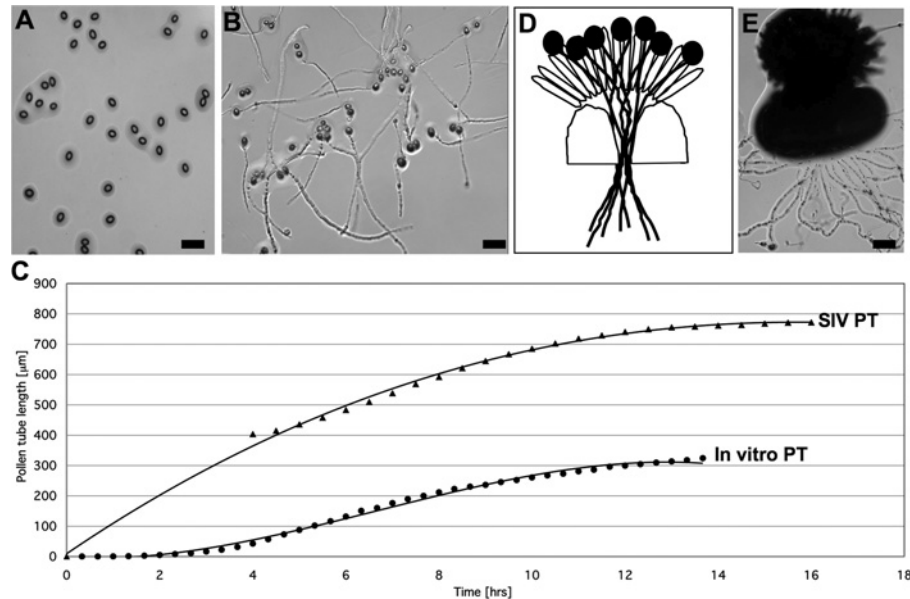 A
B
D
E
C
900
800
700
600
500
400
300
200
100
0
Pollen tube length [µm]
SIV PT
In vitro PT
0 2 4 6 8 10 12 14 16 18
Time [hrs]